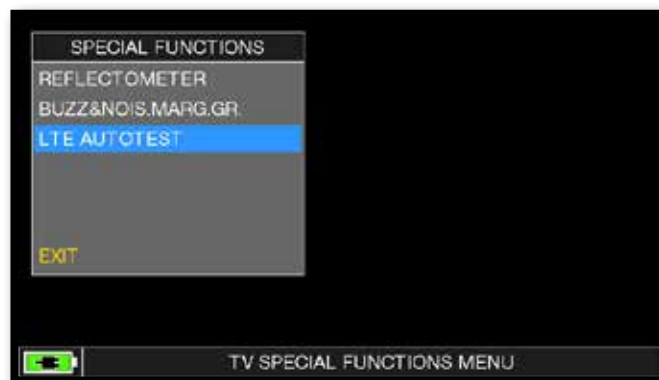 SPECIAL FUNCTIONS
REFLECTOMETER
BUZZ&NOIS.MARG.GR.
LTE AUTOTEST
EXIT
TV SPECIAL FUNCTIONS MENU